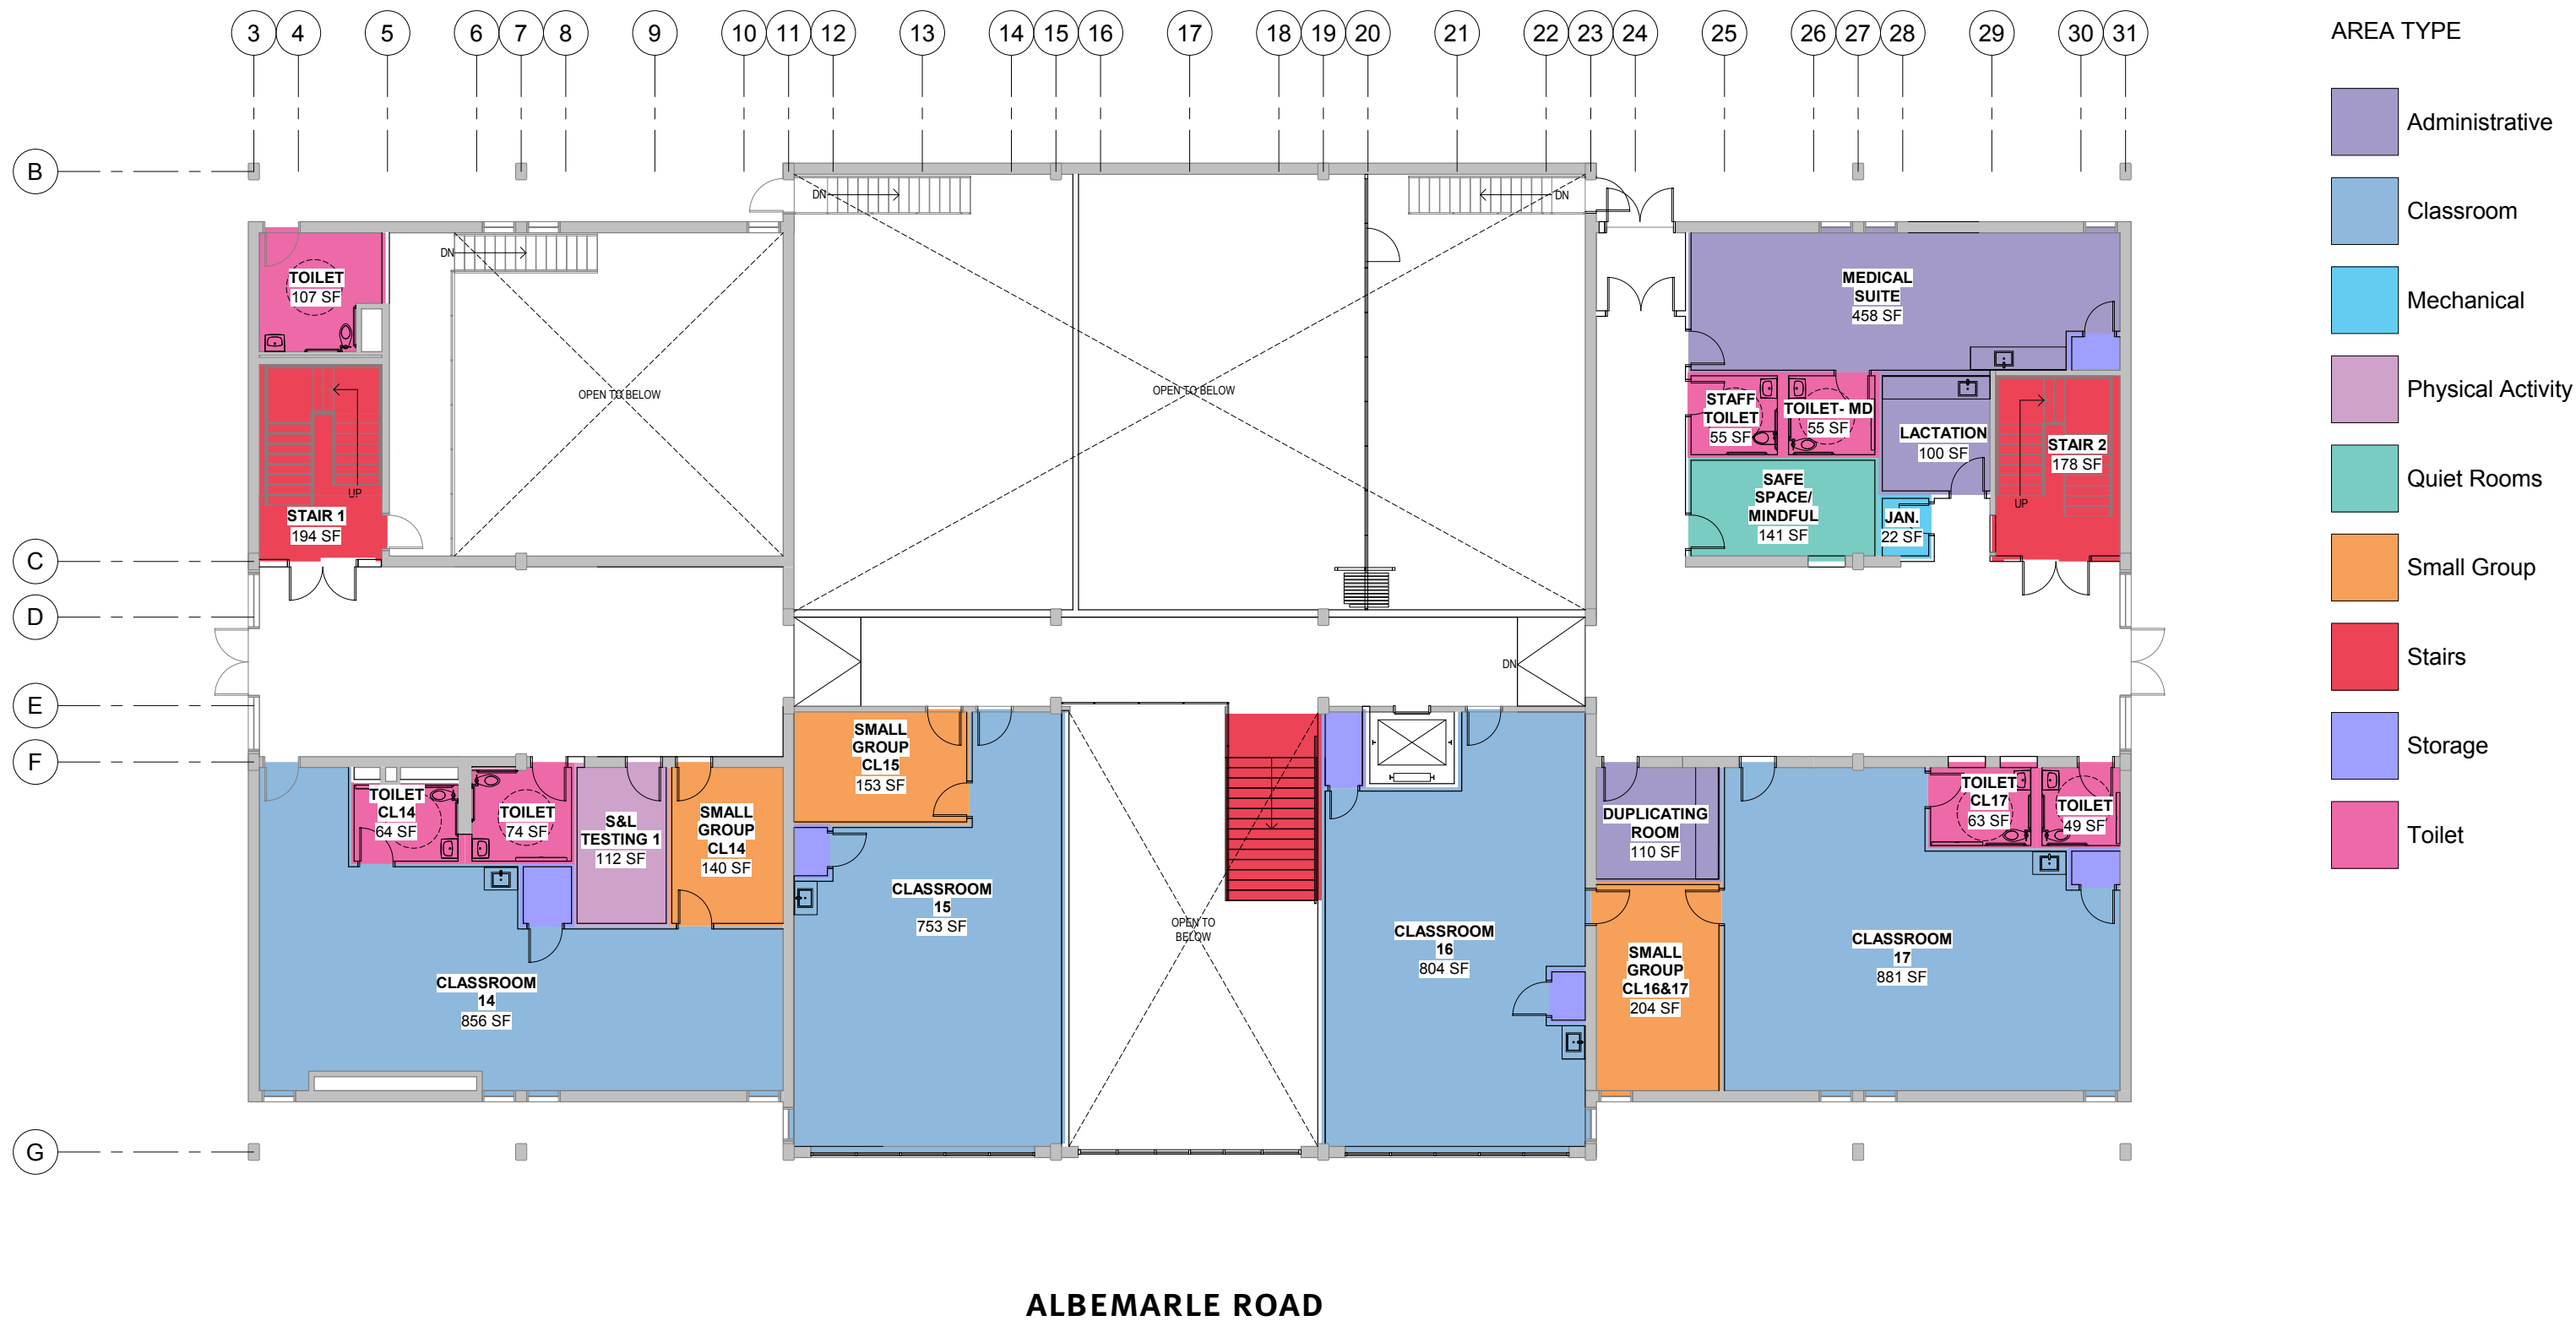 3 4 5 6 7 8 9 10 11 12 13 14 15 16 17 18 19 20 21 22 23 24 25 26 27 28 29 30 31
AREA TYPE
Administrative
Classroom
Mechanical
Physical Activity
Quiet Rooms
Small Group
Stairs
Storage
Toilet
B
C
D
E
F
G
DN
DN
DN
TOILET
107 SF
OPEN TO BELOW
OPEN TO BELOW
UP
STAIR 1
194 SF
MEDICAL
SUITE
458 SF
STAFF
TOILET
55 SF
TOILET- MD
55 SF
LACTATION
100 SF
STAIR 2
178 SF
UP
SAFE
SPACE/
MINDFUL
141 SF
JAN.
22 SF
DN
TOILET
CL14
64 SF
TOILET
74 SF
S&L
TESTING 1
112 SF
SMALL
GROUP
CL14
140 SF
SMALL
GROUP
CL15
153 SF
CLASSROOM
14
856 SF
CLASSROOM
15
753 SF
OPEN TO
BELOW
CLASSROOM
16
804 SF
DUPLICATING
ROOM
110 SF
SMALL
GROUP
CL16&17
204 SF
CLASSROOM
17
881 SF
TOILET
CL17
63 SF
TOILET
49 SF
ALBEMARLE ROAD